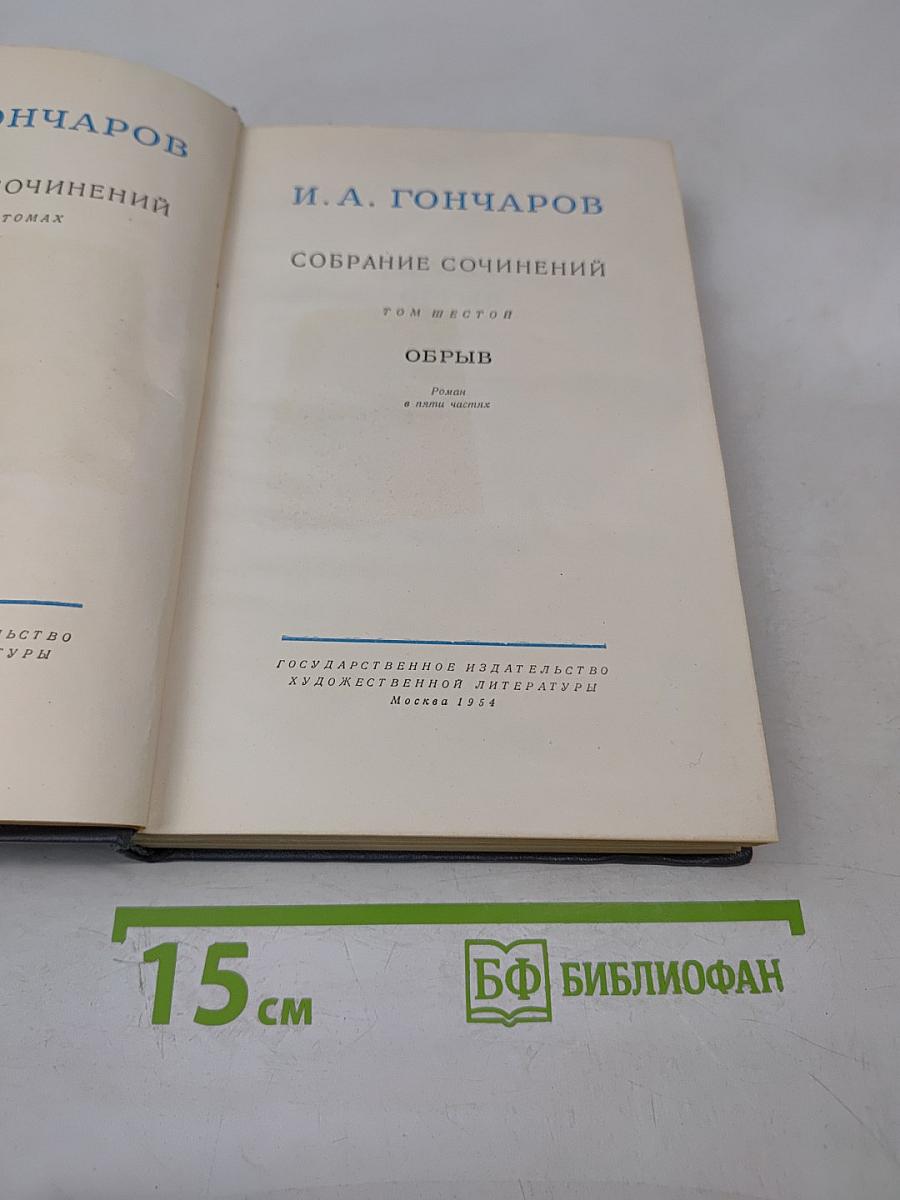 ОНЧАРОВ
СОЧИНЕНИЙ
ТОМАХ
ЛЬСТВО
ТУРЫ
И. А. ГОНЧАРОВ
СОБРАНИЕ СОЧИНЕНИЙ
ТОМ ШЕСТОЙ
ОБРЫВ
Роман
в пяти частях
ГОСУДАРСТВЕННОЕ ИЗДАТЕЛЬСТВО
ХУДОЖЕСТВЕННОЙ ЛИТЕРАТУРЫ
Москва 1954
15 см
БФ БИБЛИОФАН